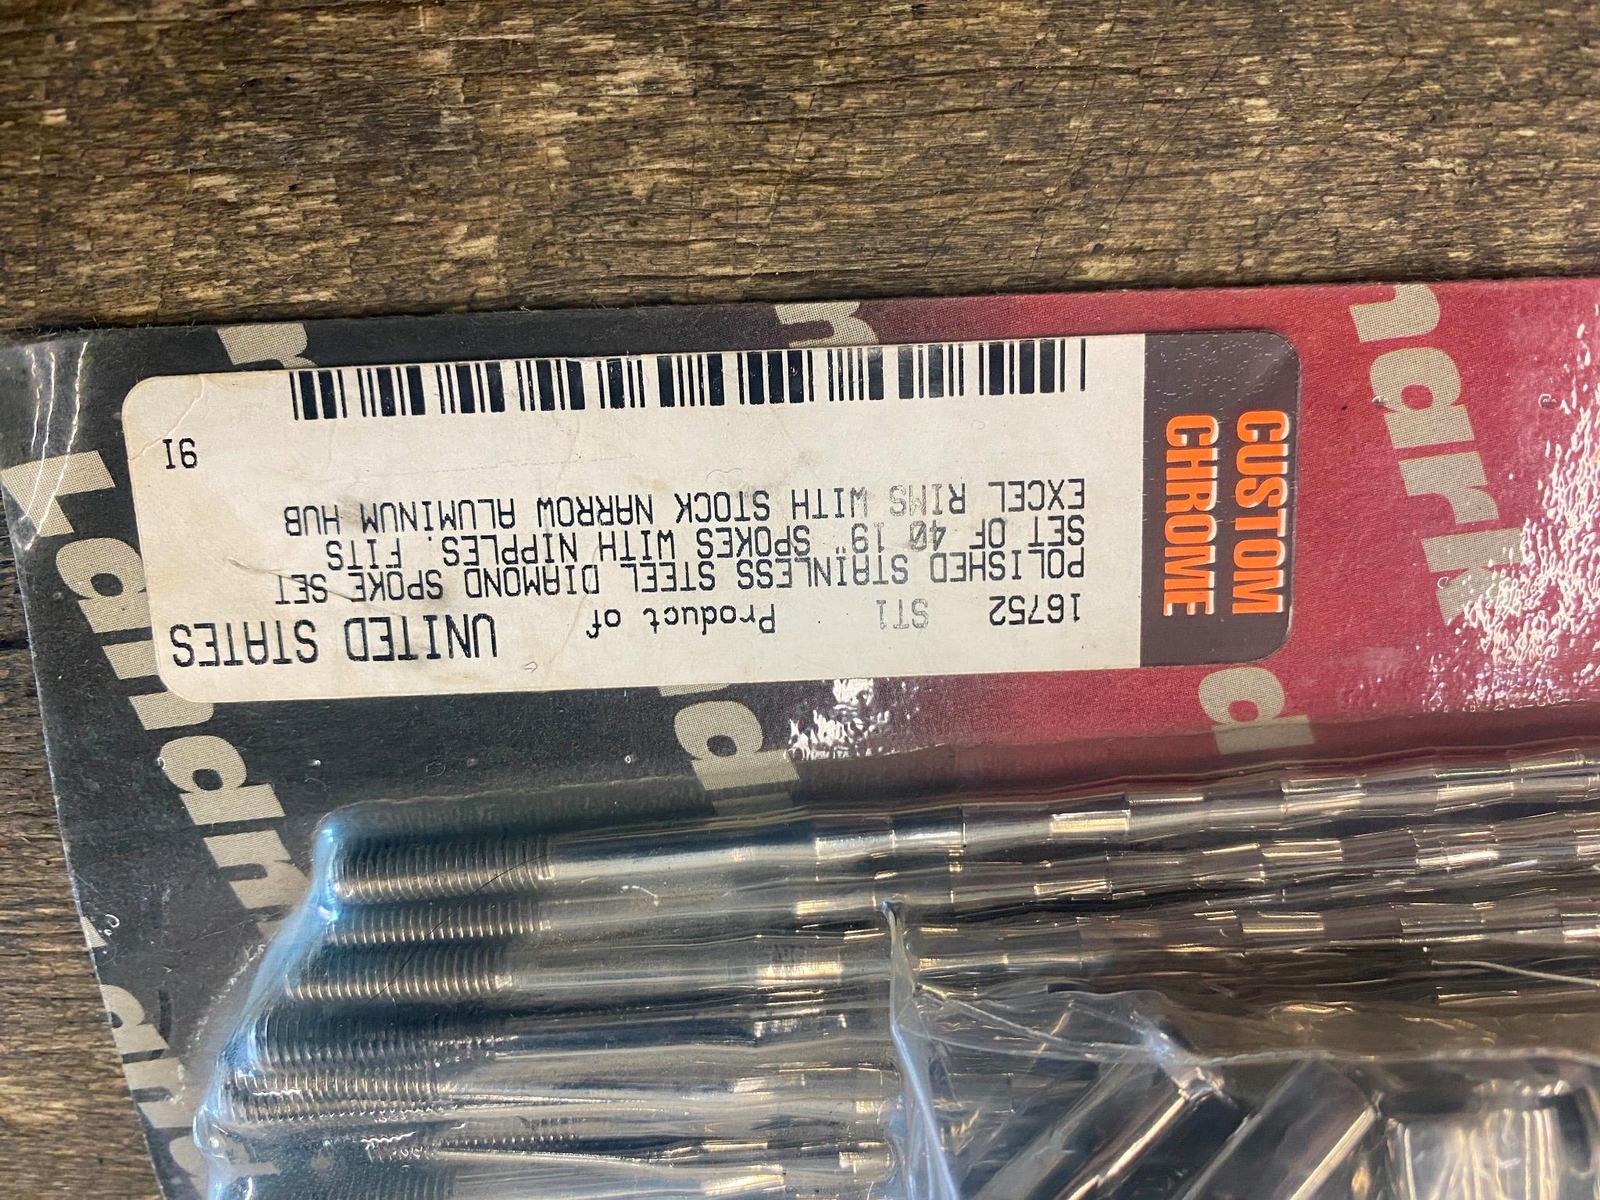 CUSTOM
CHROME
16752 ST1 Product of UNITED STATES
POLISHED STAINLESS STEEL DIAMOND SPOKE SET
SET OF 40 19" SPOKES WITH NIPPLES. FITS
EXCEL RIMS WITH STOCK NARROW ALUMINUM HUB